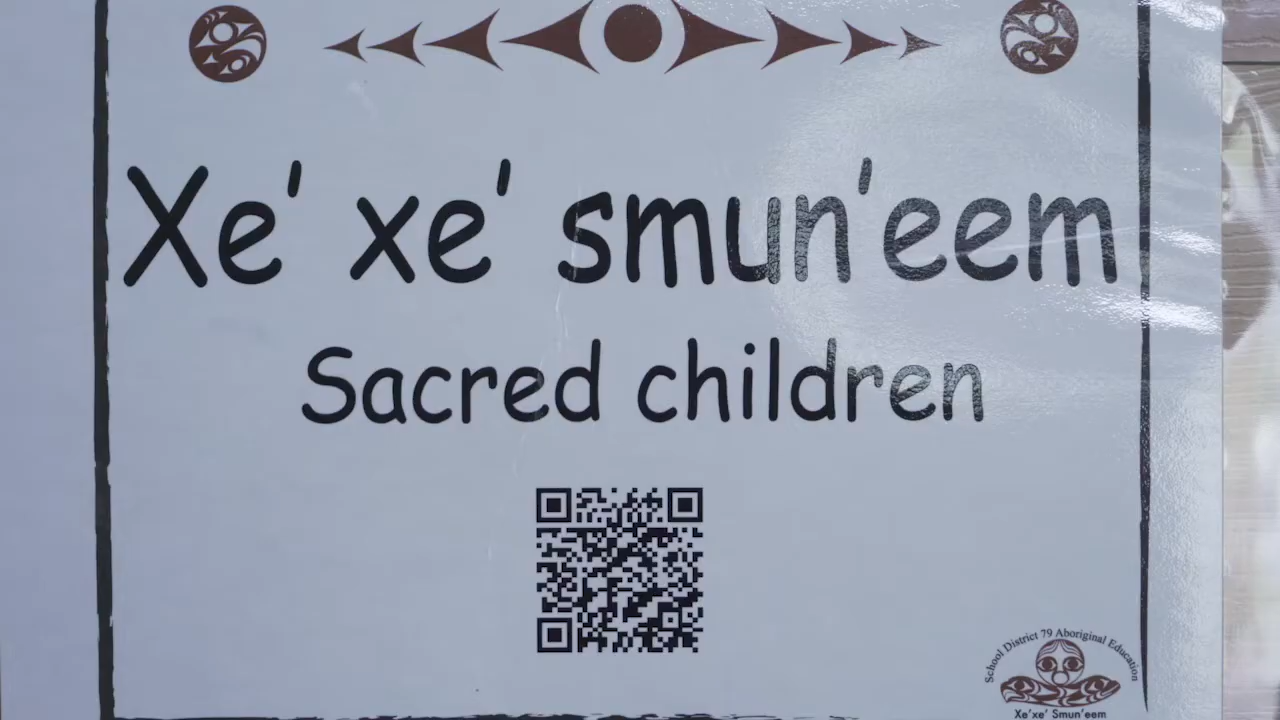 Xe' xe' smun'eem
Sacred children
School District 79 Aboriginal Education
Xe'xe' Smun'eem